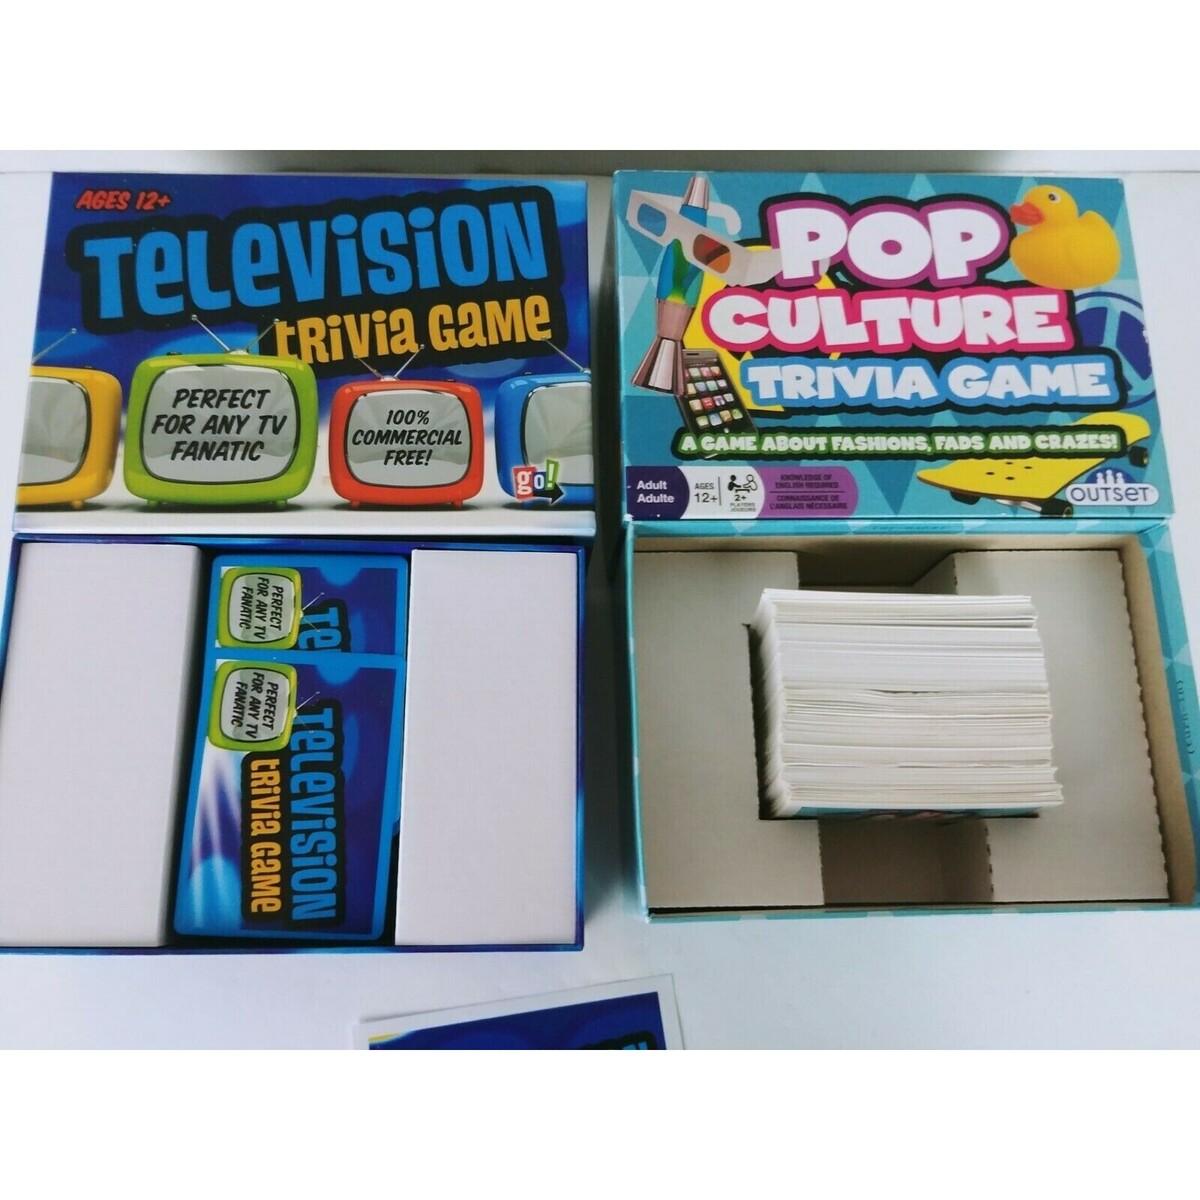 AGES 12+
TELEVISION
TRIVIA GAME
PERFECT
FOR ANY TV
FANATIC
100%
COMMERCIAL
FREE!
go!
POP
CULTURE
TRIVIA GAME
A GAME ABOUT FASHIONS, FADS AND CRAZES!
Adult
Adulte
AGES
12+
2+
PLAYERS
JOUEURS
KNOWLEDGE OF
ENGLISH REQUIRED
CONNAISSANCE DE
L'ANGLAIS NÉCESSAIRE
OUTSET
PERFECT
FOR ANY TV
FANATIC
TE
PERFECT
FOR ANY TV
FANATIC
TELEVISION
TRIVIA GAME